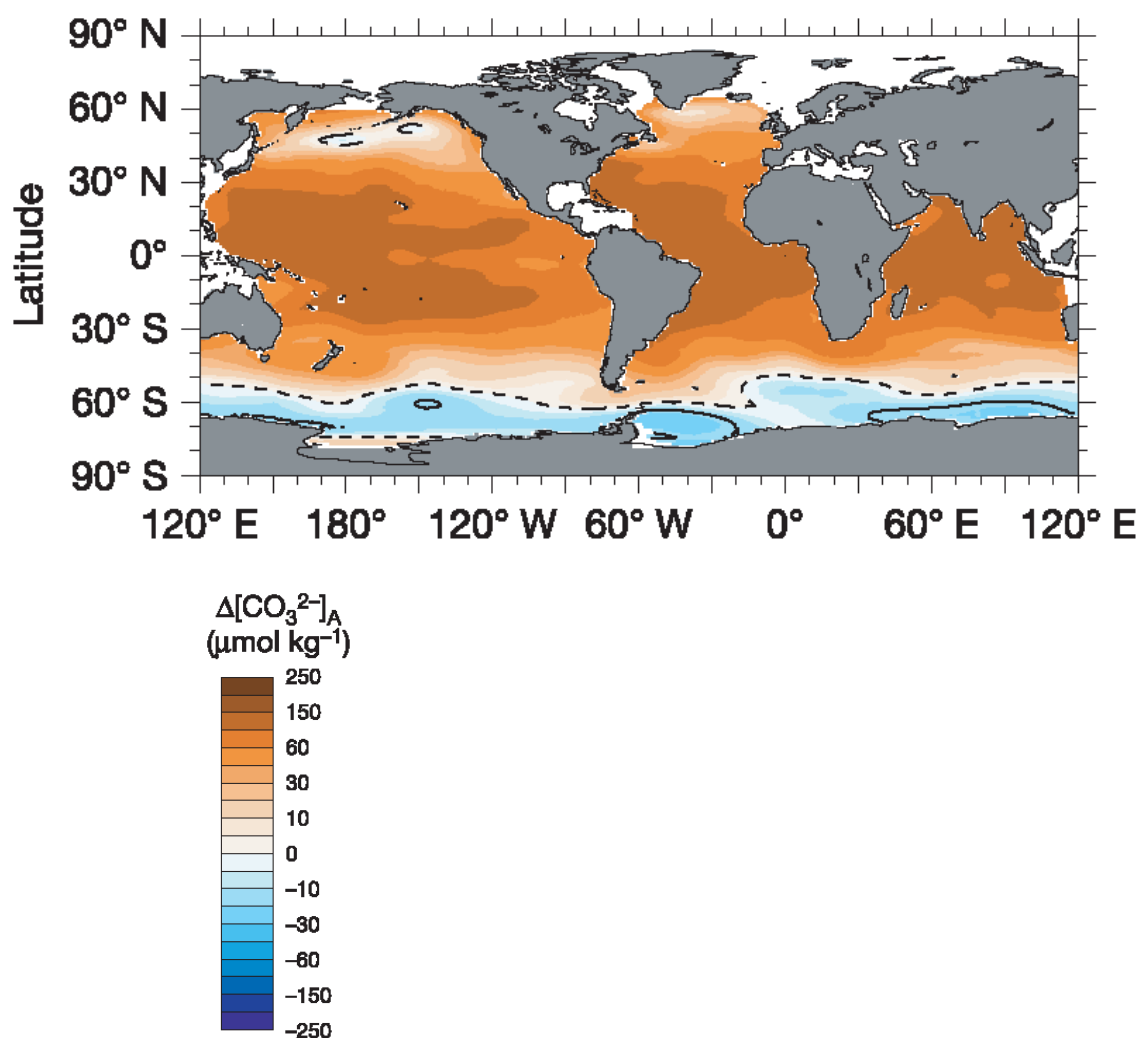 90° N
60° N
30° N
0°
30° S
60° S
90° S
Latitude
120° E 180° 120° W 60° W 0° 60° E 120° E
Δ[CO₃²⁻]A
(μmol kg⁻¹)
250
150
60
30
10
0
–10
–30
–60
–150
–250